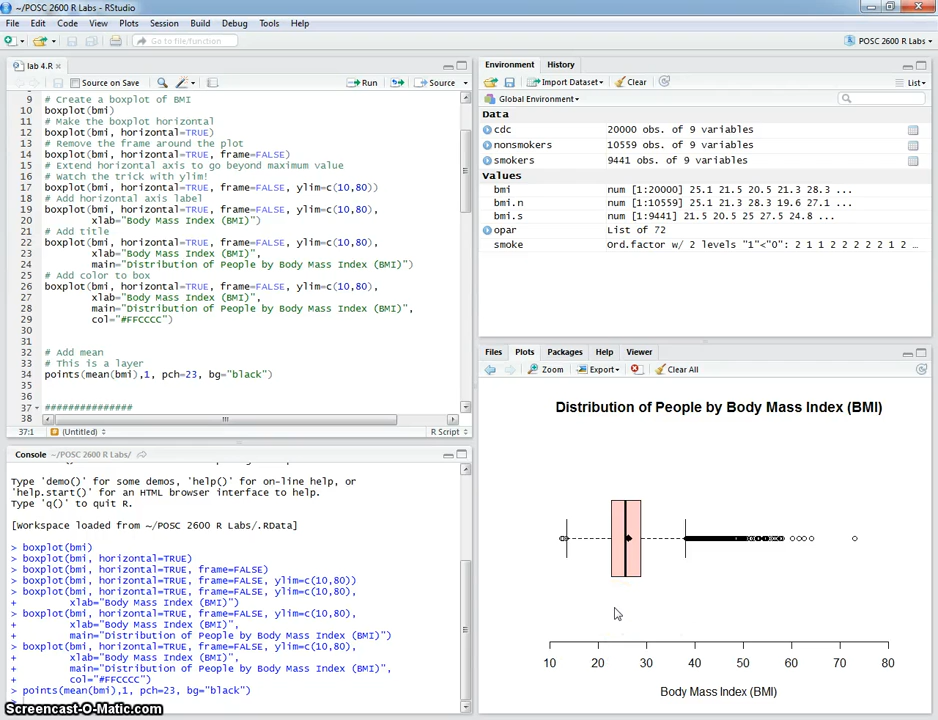 ~/POSC 2600 R Labs - RStudio
File Edit Code View Plots Session Build Debug Tools Help
Go to file/function
POSC 2600 R Labs
lab 4.R
Source on Save
Run
Source
9 # Create a boxplot of BMI
10 boxplot(bmi)
11 # Make the boxplot horizontal
12 boxplot(bmi, horizontal=TRUE)
13 # Remove the frame around the plot
14 boxplot(bmi, horizontal=TRUE, frame=FALSE)
15 # Extend horizontal axis to go beyond maximum value
16 # Watch the trick with ylim!
17 boxplot(bmi, horizontal=TRUE, frame=FALSE, ylim=c(10,80))
18 # Add horizontal axis label
19 boxplot(bmi, horizontal=TRUE, frame=FALSE, ylim=c(10,80),
20 xlab="Body Mass Index (BMI)")
21 # Add title
22 boxplot(bmi, horizontal=TRUE, frame=FALSE, ylim=c(10,80),
23 xlab="Body Mass Index (BMI)",
24 main="Distribution of People by Body Mass Index (BMI)")
25 # Add color to box
26 boxplot(bmi, horizontal=TRUE, frame=FALSE, ylim=c(10,80),
27 xlab="Body Mass Index (BMI)",
28 main="Distribution of People by Body Mass Index (BMI)",
29 col="#FFCCCC")
30
31
32 # Add mean
33 # This is a layer
34 points(mean(bmi),1, pch=23, bg="black")
35
36
37 ###############
38
37:1 (Untitled) R Script
Console ~/POSC 2600 R Labs/
Type 'demo()' for some demos, 'help()' for on-line help, or
'help.start()' for an HTML browser interface to help.
Type 'q()' to quit R.
[Workspace loaded from ~/POSC 2600 R Labs/.RData]
> boxplot(bmi)
> boxplot(bmi, horizontal=TRUE)
> boxplot(bmi, horizontal=TRUE, frame=FALSE)
> boxplot(bmi, horizontal=TRUE, frame=FALSE, ylim=c(10,80))
> boxplot(bmi, horizontal=TRUE, frame=FALSE, ylim=c(10,80),
+ xlab="Body Mass Index (BMI)")
> boxplot(bmi, horizontal=TRUE, frame=FALSE, ylim=c(10,80),
+ xlab="Body Mass Index (BMI)",
+ main="Distribution of People by Body Mass Index (BMI)")
> boxplot(bmi, horizontal=TRUE, frame=FALSE, ylim=c(10,80),
+ xlab="Body Mass Index (BMI)",
+ main="Distribution of People by Body Mass Index (BMI)",
+ col="#FFCCCC")
> points(mean(bmi),1, pch=23, bg="black")
Screencast-O-Matic.com
Environment History
Import Dataset Clear List
Global Environment
Data
cdc 20000 obs. of 9 variables
nonsmokers 10559 obs. of 9 variables
smokers 9441 obs. of 9 variables
Values
bmi num [1:20000] 25.1 21.5 20.5 21.3 28.3 ...
bmi.n num [1:10559] 25.1 21.3 28.3 19.6 27.1 ...
bmi.s num [1:9441] 21.5 20.5 25 27.5 24.8 ...
opar List of 72
smoke Ord.factor w/ 2 levels "1"<"0": 2 1 1 2 2 2 2 2 1 2 ...
Files Plots Packages Help Viewer
Zoom Export Clear All
Distribution of People by Body Mass Index (BMI)
10 20 30 40 50 60 70 80
Body Mass Index (BMI)